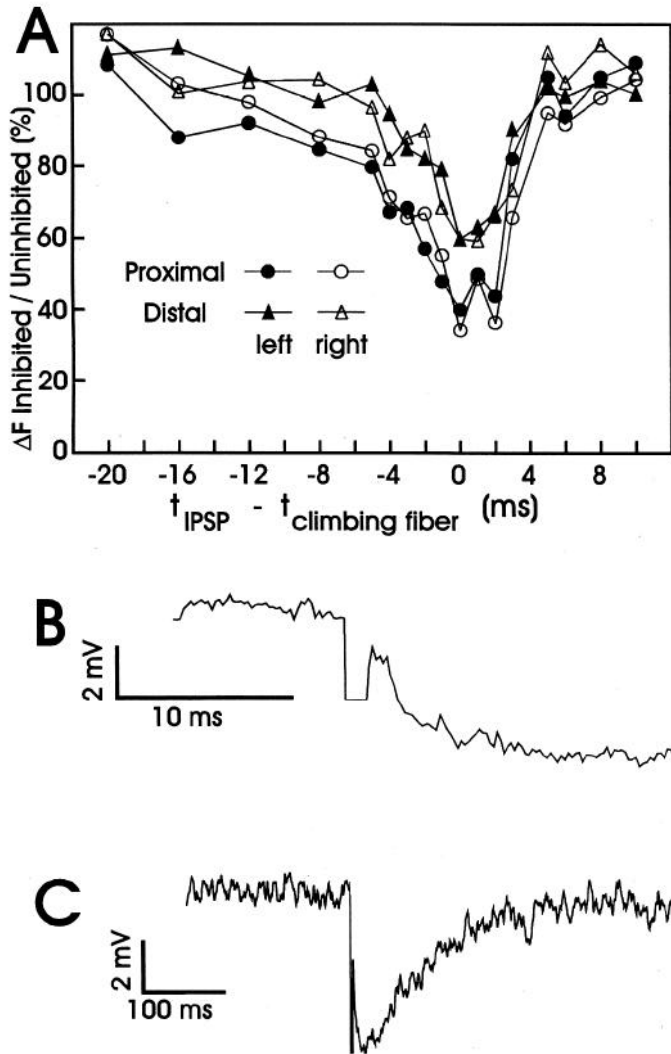 A
ΔF Inhibited / Uninhibited (%)
100
80
60
40
20
0
Proximal
Distal
left right
-20 -16 -12 -8 -4 0 4 8
tIPSP - tclimbing fiber (ms)
B
2 mV
10 ms
C
2 mV
100 ms